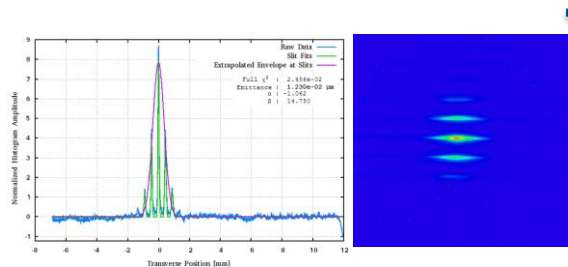 Raw Data
Slit Fits
Extrapolated Envelope at Slits
Full χ² : 2.456e-02
Emittance : 1.230e-02 μm
α : -1.062
β : 14.750
Normalized Histogram Amplitude
9
8
7
6
5
4
3
2
1
0
-1
-8 -6 -4 -2 0 2 4 6 8 10 12
Transverse Position [mm]